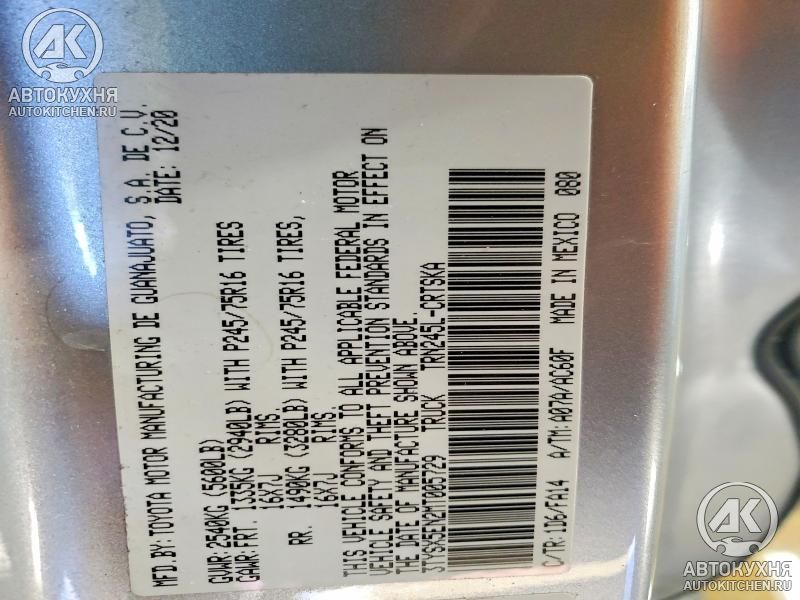 MFD.BY: TOYOTA MOTOR MANUFACTURING DE GUANAJUATO, S.A. DE C.V.
DATE: 12/20
GVWR:2540KG (5600LB)
GAWR:FRT. 1335KG (2940LB) WITH P245/75R16 TIRES,
16X7J RIMS.
RR. 1490KG (3280LB) WITH P245/75R16 TIRES,
16X7J RIMS.
THIS VEHICLE CONFORMS TO ALL APPLICABLE FEDERAL MOTOR
VEHICLE SAFETY AND THEFT PREVENTION STANDARDS IN EFFECT ON
THE DATE OF MANUFACTURE SHOWN ABOVE.
3TYSX5EN2MT005729 TRUCK TRN245L-CRTSKA
C/TR: 1D6/FA14 A/TM: A07A/AC60F MADE IN MEXICO 080
AK
АВТОКУХНЯ
AUTOKITCHEN.RU
AK
АВТОКУХНЯ
AUTOKITCHEN.RU